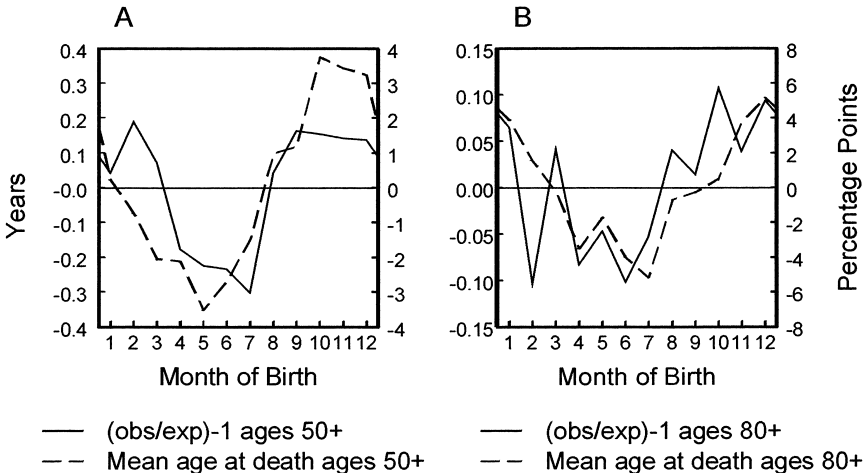 A
B
0.4
0.3
0.2
0.1
-0.0
-0.1
-0.2
-0.3
-0.4
Years
4
3
2
1
0
-1
-2
-3
-4
1 2 3 4 5 6 7 8 9 10 11 12
Month of Birth
0.15
0.10
0.05
0.00
-0.05
-0.10
-0.15
8
6
4
2
0
-2
-4
-6
-8
Percentage Points
1 2 3 4 5 6 7 8 9 10 11 12
Month of Birth
(obs/exp)-1 ages 50+
Mean age at death ages 50+
(obs/exp)-1 ages 80+
Mean age at death ages 80+